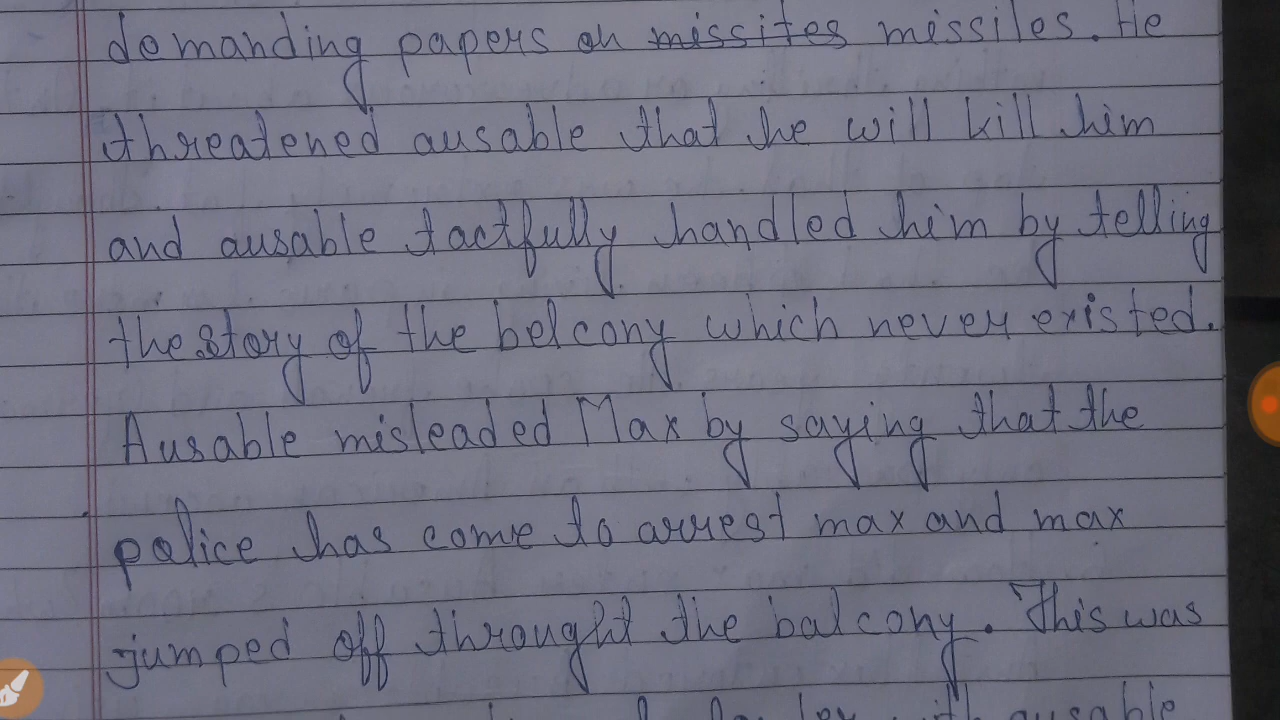 demanding papers on missites missiles. He
threatened ausable that he will kill him
and ausable tactfully handled him by telling
the story of the belcony which never existed.
Ausable misleaded Max by saying that the
police has come to arrest max and max
jumped off throught the balcony. This was
with ausable